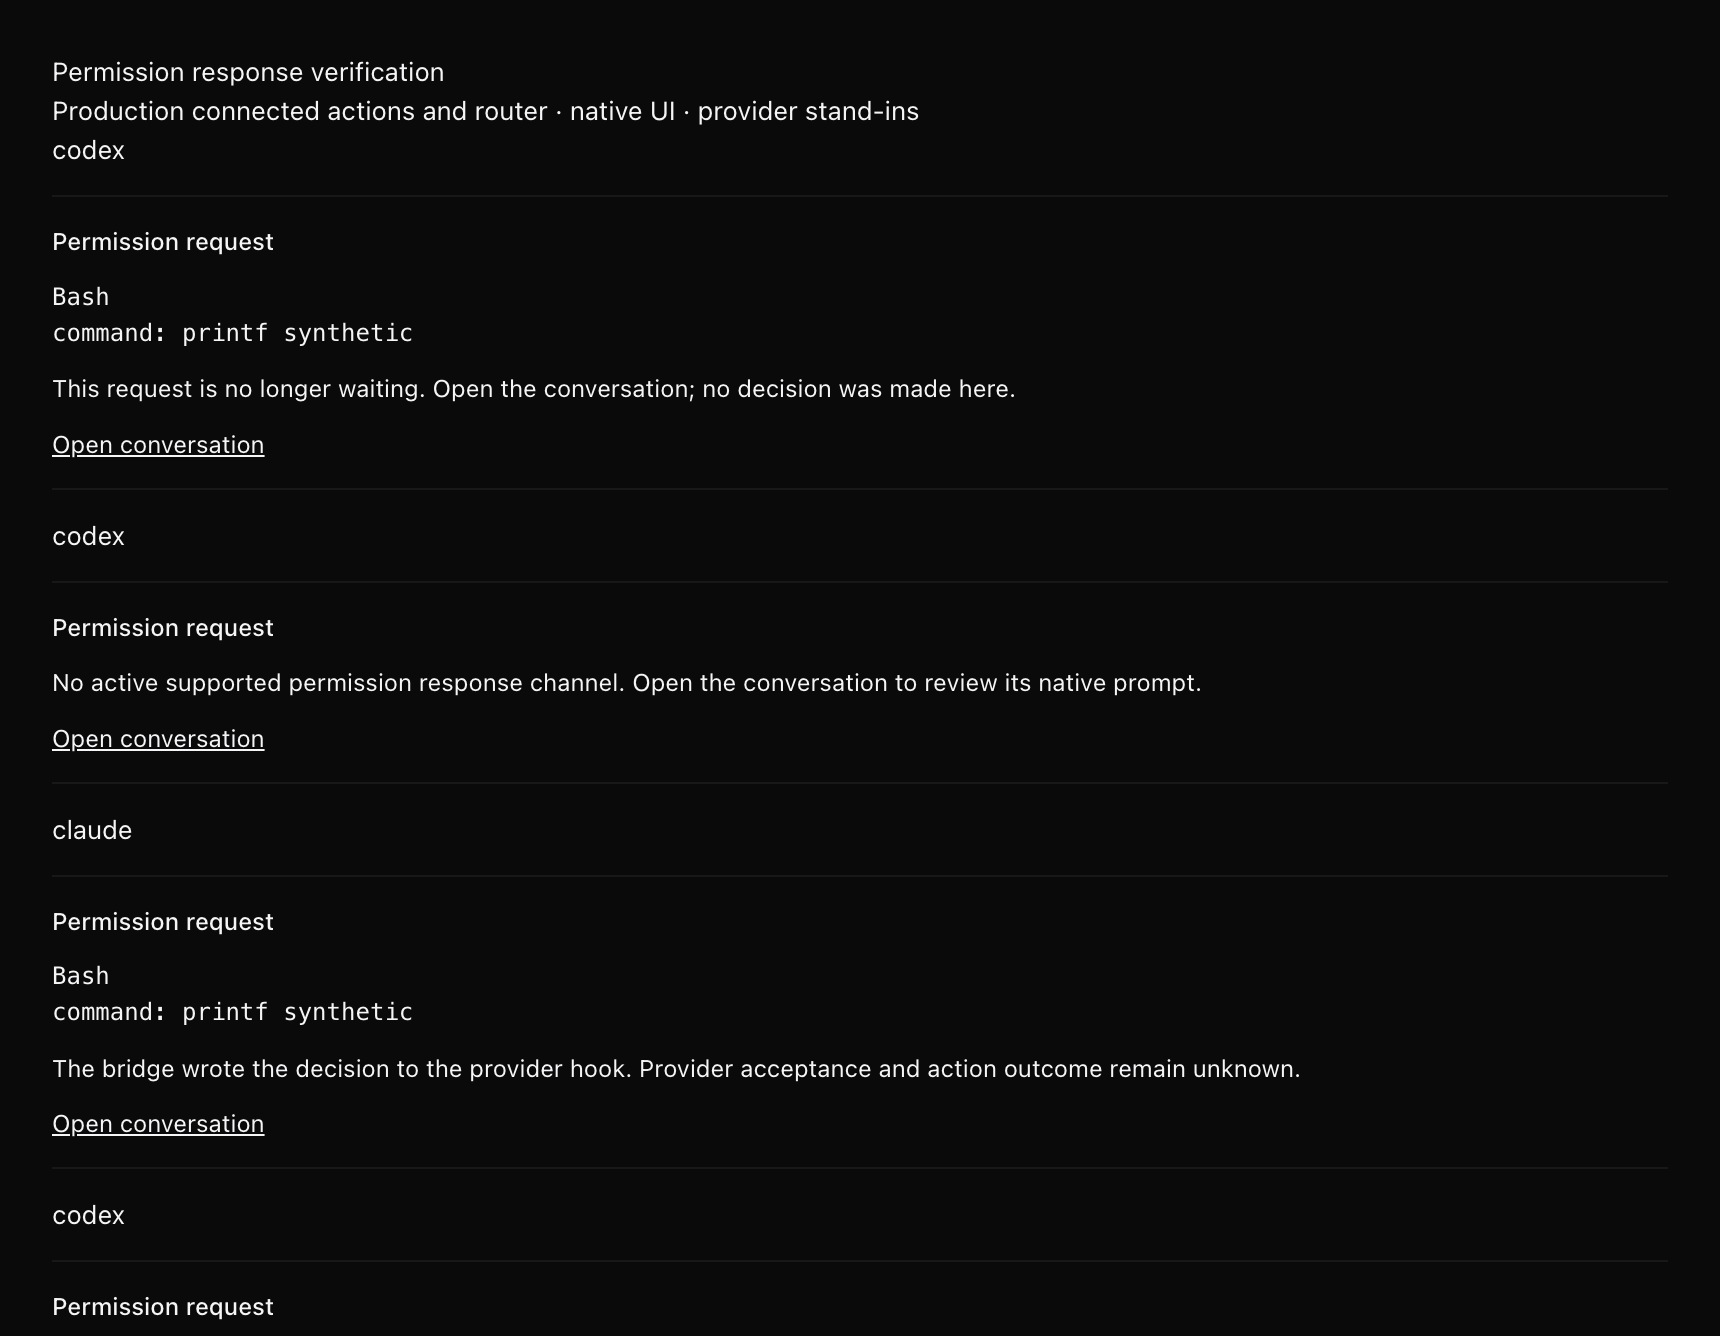 Permission response verification
Production connected actions and router · native UI · provider stand-ins
codex
Permission request
Bash
command: printf synthetic
This request is no longer waiting. Open the conversation; no decision was made here.
Open conversation
codex
Permission request
No active supported permission response channel. Open the conversation to review its native prompt.
Open conversation
claude
Permission request
Bash
command: printf synthetic
The bridge wrote the decision to the provider hook. Provider acceptance and action outcome remain unknown.
Open conversation
codex
Permission request